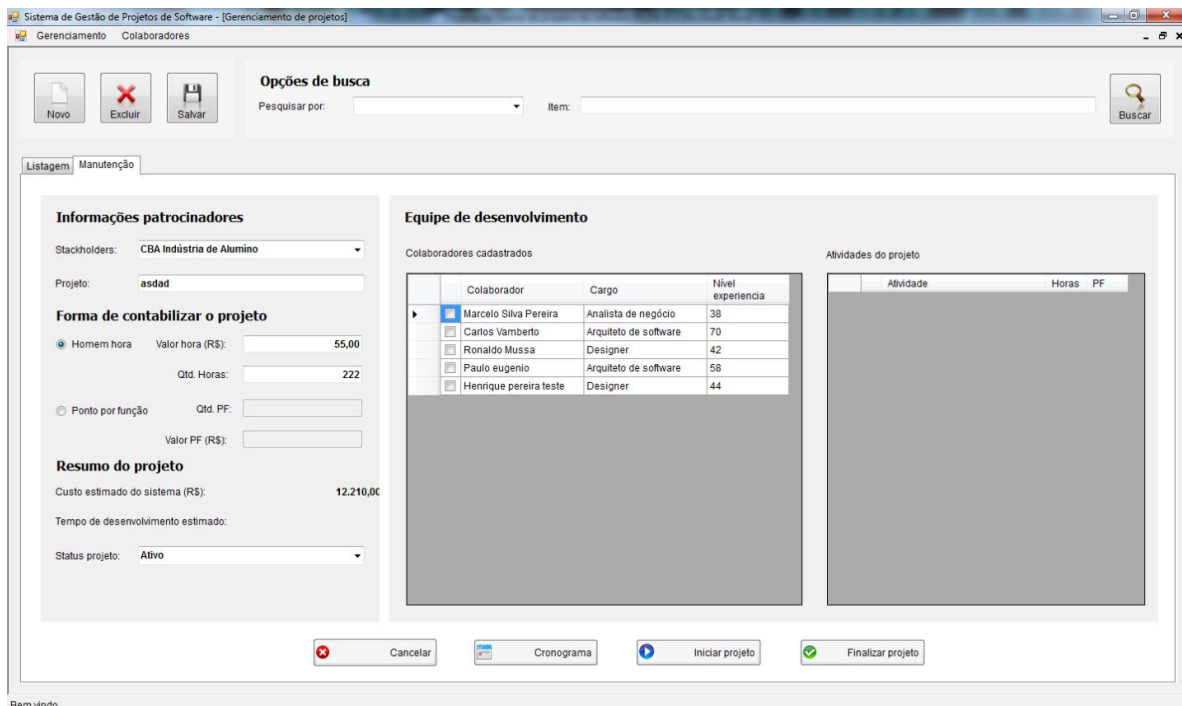 Sistema de Gestão de Projetos de Software - [Gerenciamento de projetos]
Gerenciamento Colaboradores
Novo Excluir Salvar
Opções de busca
Pesquisar por: Item: Buscar
Listagem Manutenção
Informações patrocinadores
Stackholders: CBA Indústria de Alumino
Projeto: asdad
Forma de contabilizar o projeto
Homem hora Valor hora (R$): 55,00
Qtd. Horas: 222
Ponto por função Qtd. PF:
Valor PF (R$):
Resumo do projeto
Custo estimado do sistema (R$): 12.210,00
Tempo de desenvolvimento estimado:
Status projeto: Ativo
Equipe de desenvolvimento
Colaboradores cadastrados
Colaborador Cargo Nível experiencia
Marcelo Silva Pereira Analista de negócio 38
Carlos Vamberto Arquiteto de software 70
Ronaldo Mussa Designer 42
Paulo eugenio Arquiteto de software 58
Henrique pereira teste Designer 44
Atividades do projeto
Atividade Horas PF
Cancelar Cronograma Iniciar projeto Finalizar projeto
Bem vindo